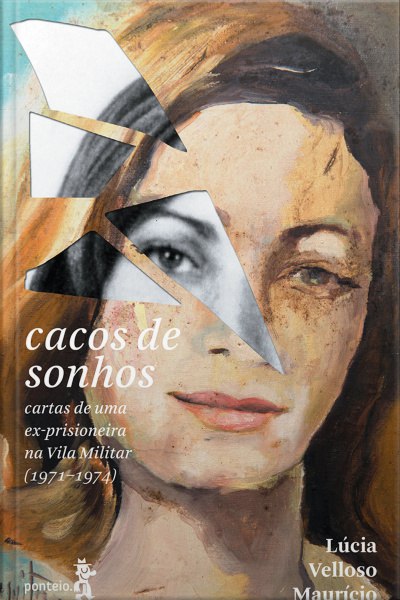 cacos de
sonhos
cartas de uma
ex-prisioneira
na Vila Militar
(1971–1974)
Lúcia
Velloso
Maurício
ponteio